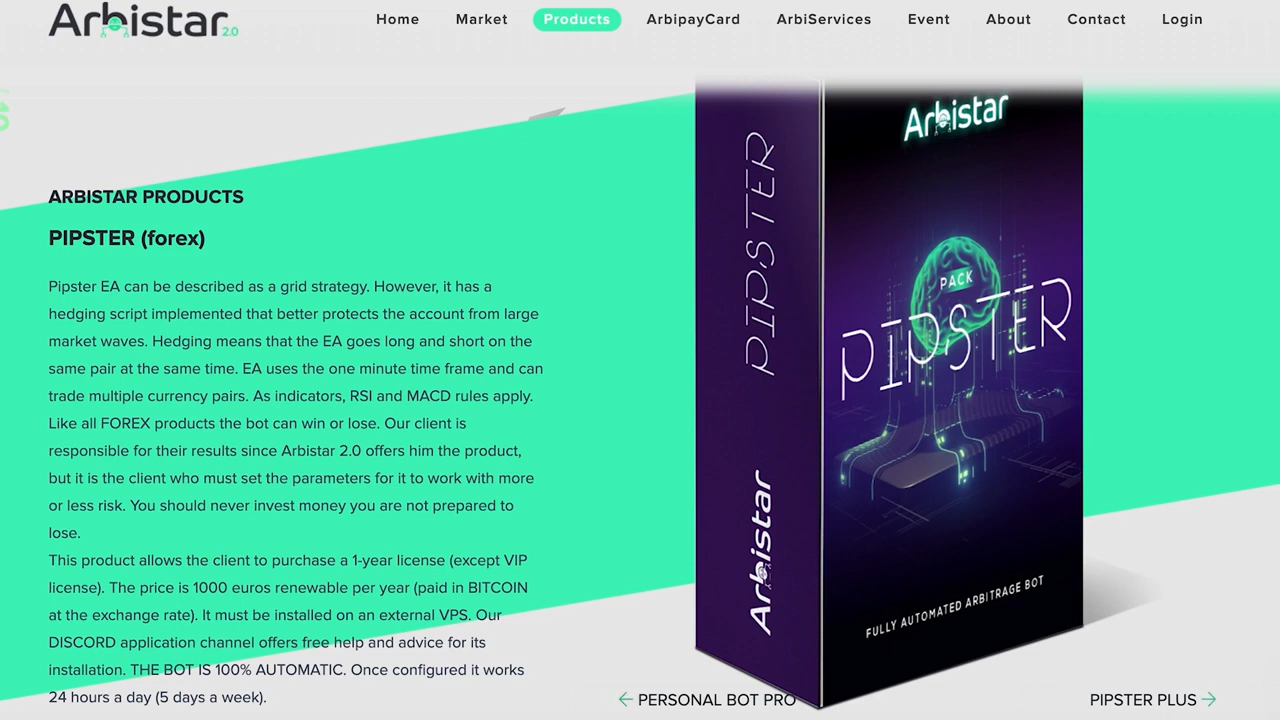 Arbistar 2.0
Home Market Products ArbipayCard ArbiServices Event About Contact Login
ARBISTAR PRODUCTS
PIPSTER (forex)
Pipster EA can be described as a grid strategy. However, it has a
hedging script implemented that better protects the account from large
market waves. Hedging means that the EA goes long and short on the
same pair at the same time. EA uses the one minute time frame and can
trade multiple currency pairs. As indicators, RSI and MACD rules apply.
Like all FOREX products the bot can win or lose. Our client is
responsible for their results since Arbistar 2.0 offers him the product,
but it is the client who must set the parameters for it to work with more
or less risk. You should never invest money you are not prepared to
lose.
This product allows the client to purchase a 1-year license (except VIP
license). The price is 1000 euros renewable per year (paid in BITCOIN
at the exchange rate). It must be installed on an external VPS. Our
DISCORD application channel offers free help and advice for its
installation. THE BOT IS 100% AUTOMATIC. Once configured it works
24 hours a day (5 days a week).
PIPSTER
Arbistar
Arbistar
PACK
PIPSTER
FULLY AUTOMATED ARBITRAGE BOT
← PERSONAL BOT PRO
PIPSTER PLUS →